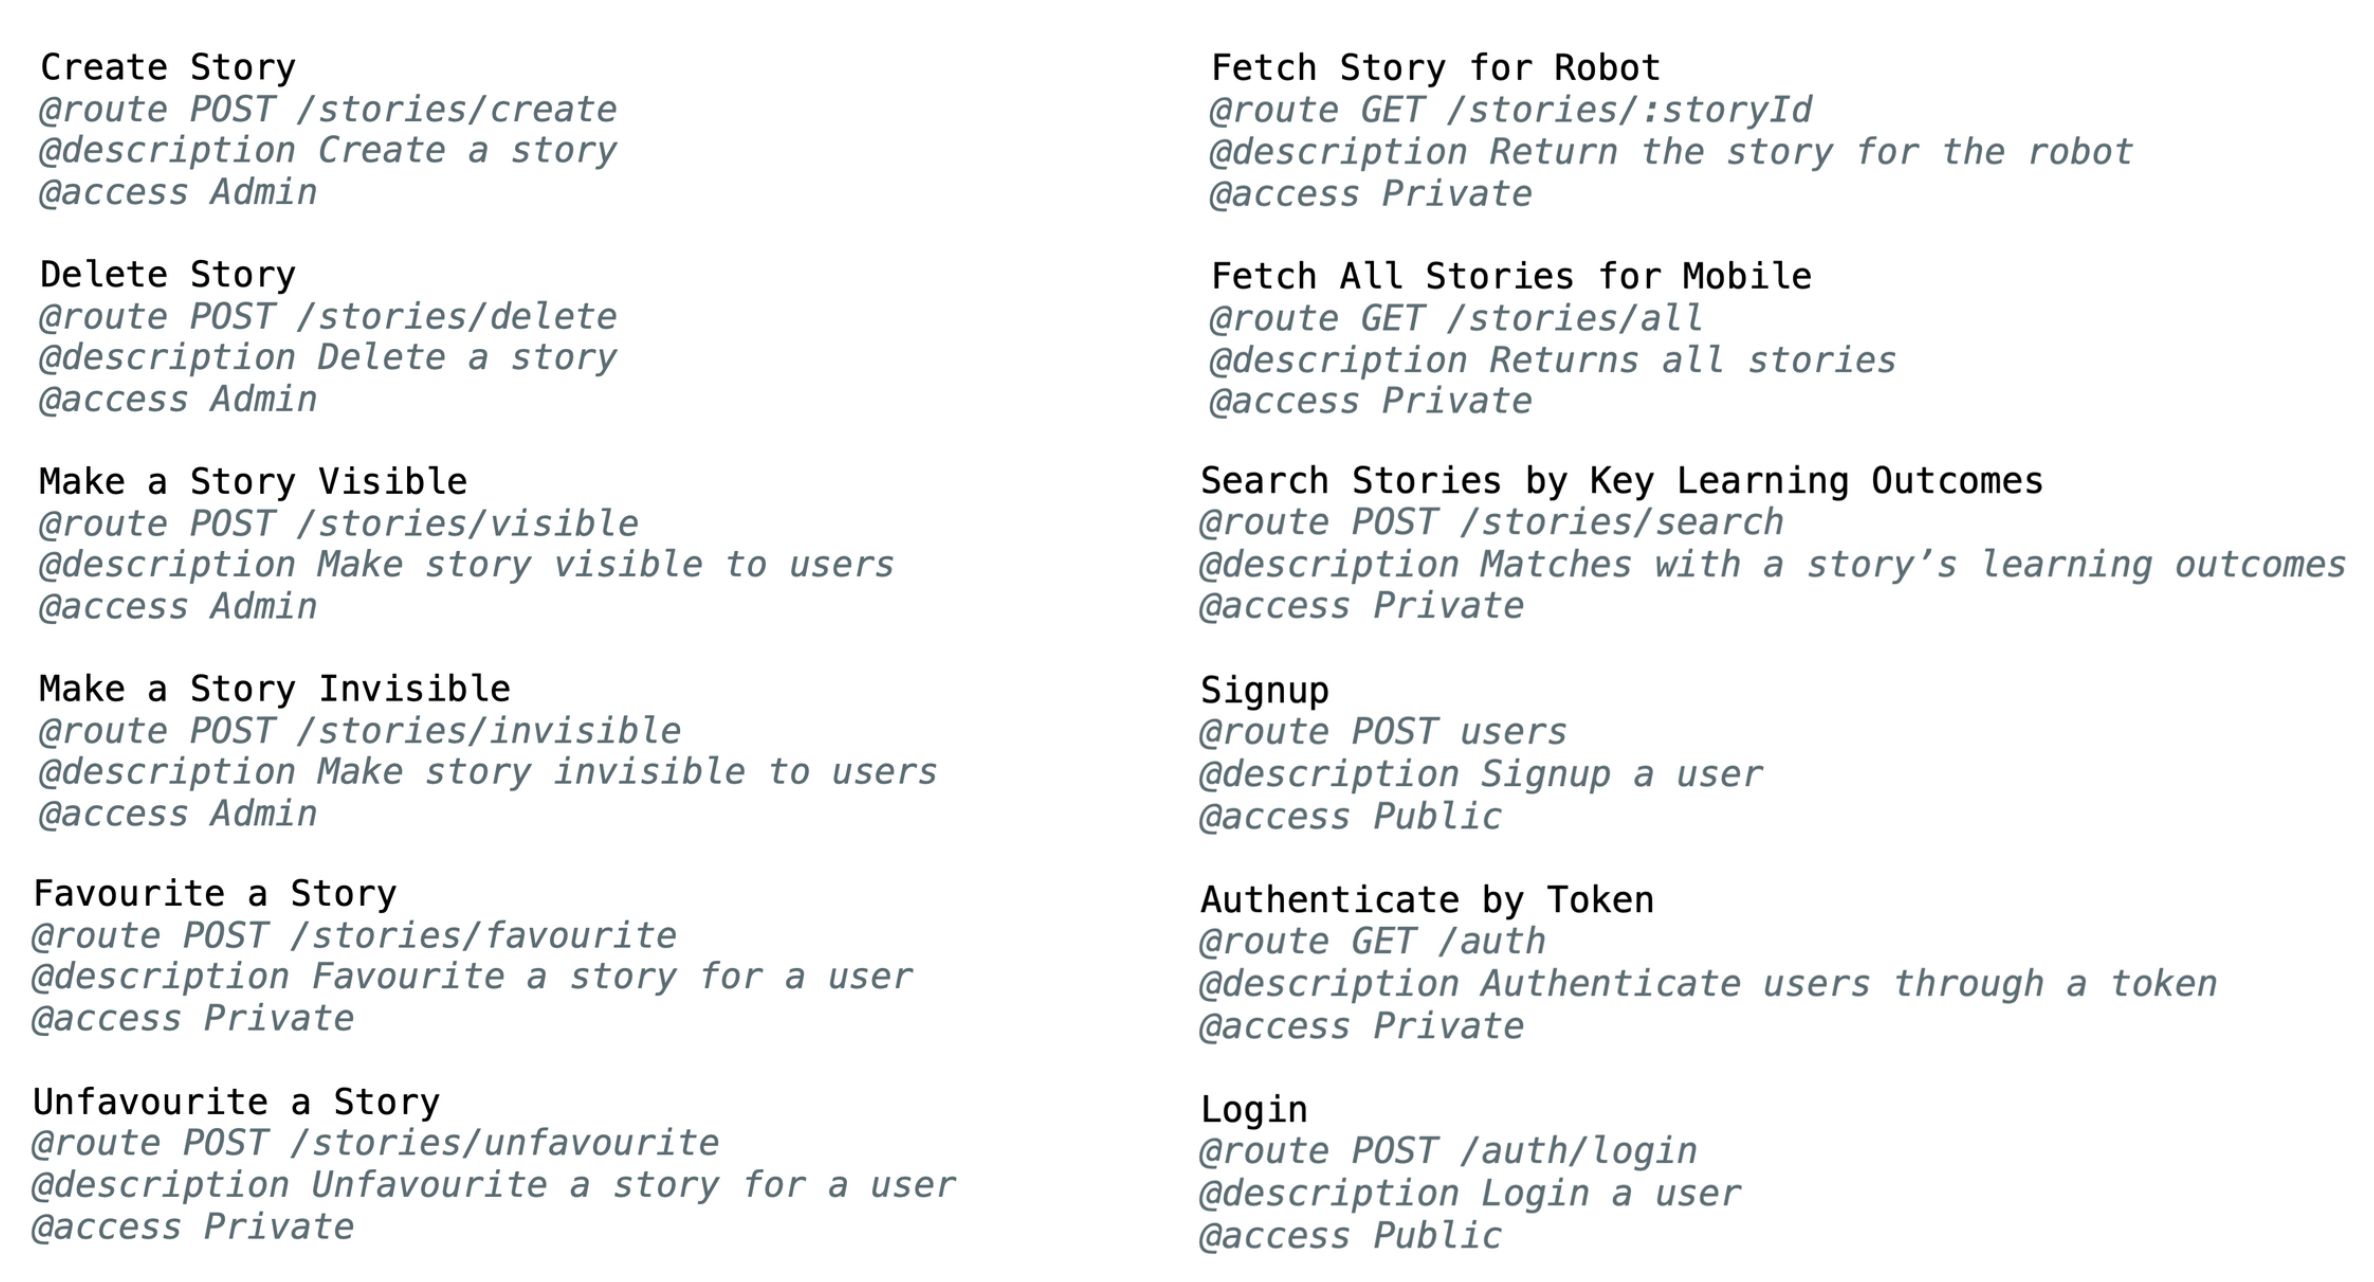 Create Story
@route POST /stories/create
@description Create a story
@access Admin
Delete Story
@route POST /stories/delete
@description Delete a story
@access Admin
Make a Story Visible
@route POST /stories/visible
@description Make story visible to users
@access Admin
Make a Story Invisible
@route POST /stories/invisible
@description Make story invisible to users
@access Admin
Favourite a Story
@route POST /stories/favourite
@description Favourite a story for a user
@access Private
Unfavourite a Story
@route POST /stories/unfavourite
@description Unfavourite a story for a user
@access Private
Fetch Story for Robot
@route GET /stories/:storyId
@description Return the story for the robot
@access Private
Fetch All Stories for Mobile
@route GET /stories/all
@description Returns all stories
@access Private
Search Stories by Key Learning Outcomes
@route POST /stories/search
@description Matches with a story’s learning outcomes
@access Private
Signup
@route POST users
@description Signup a user
@access Public
Authenticate by Token
@route GET /auth
@description Authenticate users through a token
@access Private
Login
@route POST /auth/login
@description Login a user
@access Public